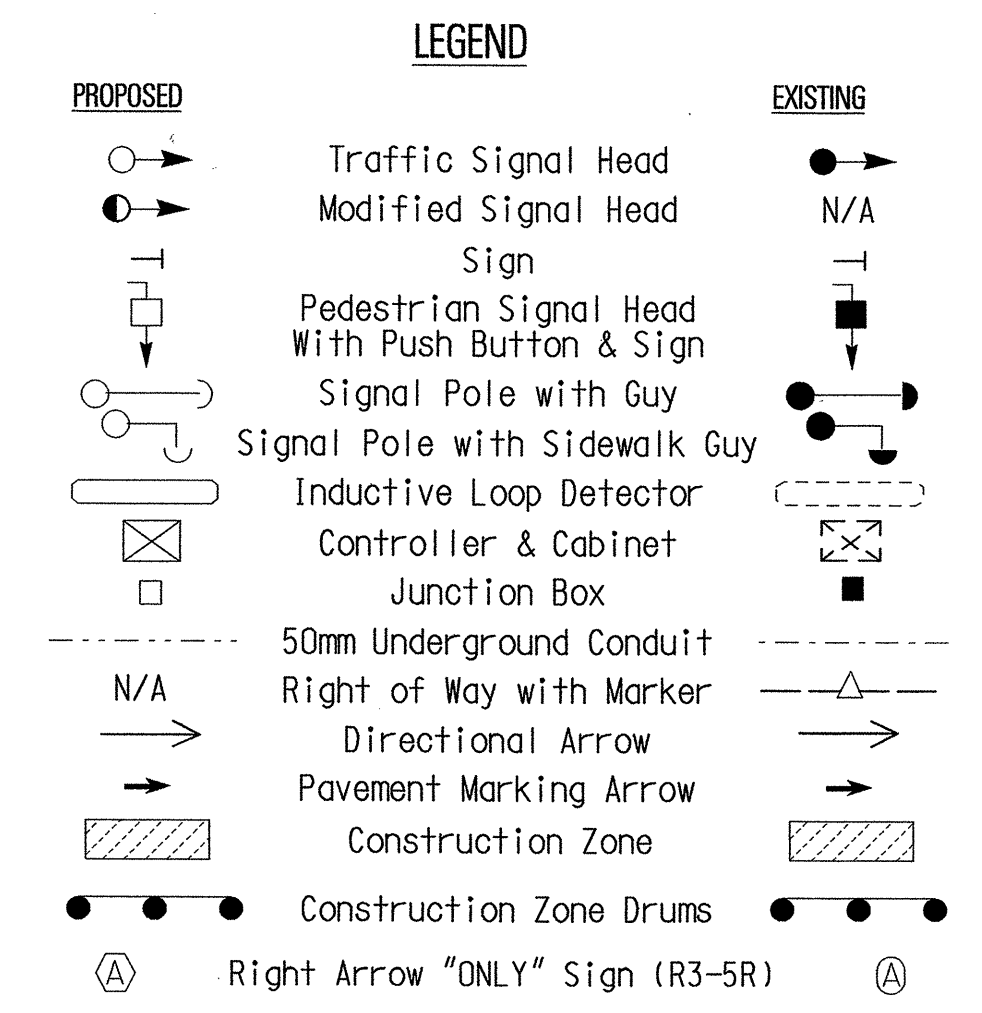 LEGEND
PROPOSED EXISTING
Traffic Signal Head
Modified Signal Head N/A
Sign
Pedestrian Signal Head
With Push Button & Sign
Signal Pole with Guy
Signal Pole with Sidewalk Guy
Inductive Loop Detector
Controller & Cabinet
Junction Box
50mm Underground Conduit
N/A Right of Way with Marker
Directional Arrow
Pavement Marking Arrow
Construction Zone
Construction Zone Drums
A Right Arrow "ONLY" Sign (R3-5R) A